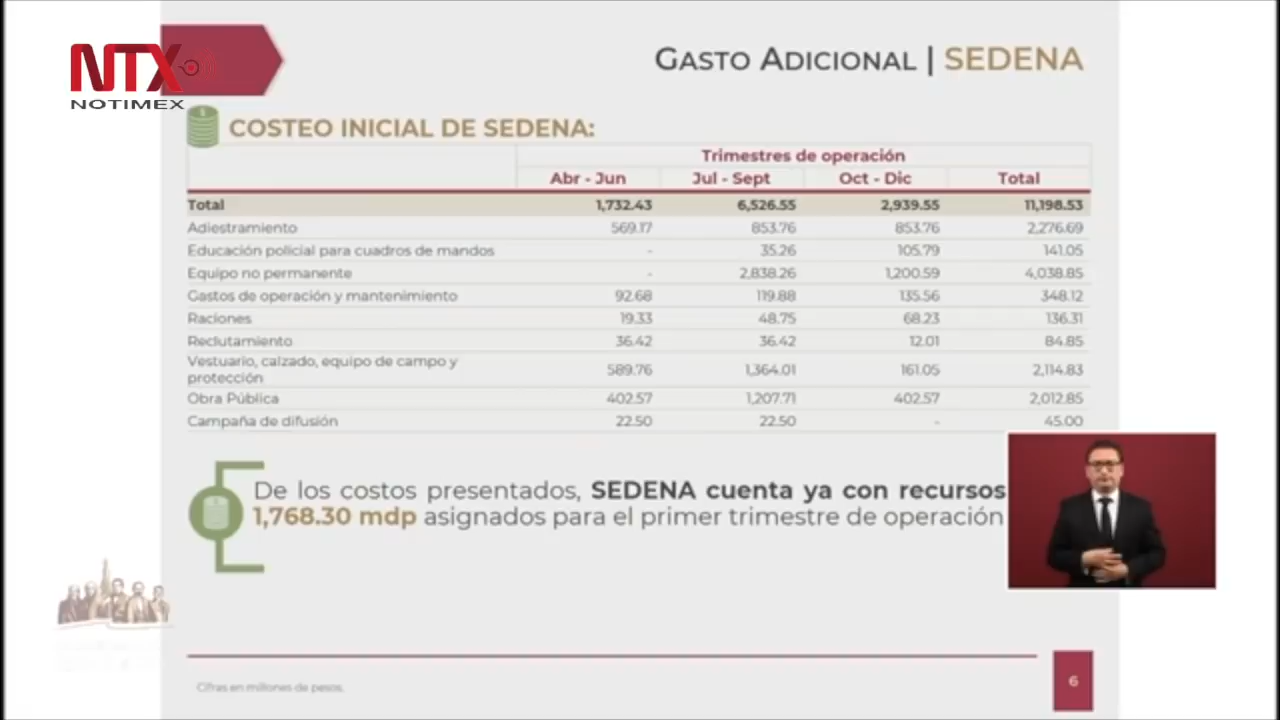 NTX
NOTIMEX
GASTO ADICIONAL | SEDENA
COSTEO INICIAL DE SEDENA:
Trimestres de operación
Abr - Jun Jul - Sept Oct - Dic Total
Total 1,732.43 6,526.55 2,939.55 11,198.53
Adiestramiento 569.17 853.76 853.76 2,276.69
Educación policial para cuadros de mandos - 35.26 105.79 141.05
Equipo no permanente - 2,838.26 1,200.59 4,038.85
Gastos de operación y mantenimiento 92.68 119.88 135.56 348.12
Raciones 19.33 48.75 68.23 136.31
Reclutamiento 36.42 36.42 12.01 84.85
Vestuario, calzado, equipo de campo y
protección 589.76 1,364.01 161.05 2,114.83
Obra Pública 402.57 1,207.71 402.57 2,012.85
Campaña de difusión 22.50 22.50 - 45.00
De los costos presentados, SEDENA cuenta ya con recursos
1,768.30 mdp asignados para el primer trimestre de operación
Cifras en millones de pesos.
6